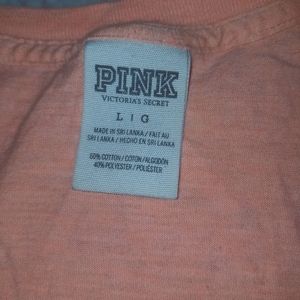 PINK
VICTORIA'S SECRET
L | G
MADE IN SRI LANKA / FAIT AU
SRI LANKA / HECHO EN SRI LANKA
60% COTTON / COTON / ALGODÓN
40% POLYESTER / POLIÉSTER